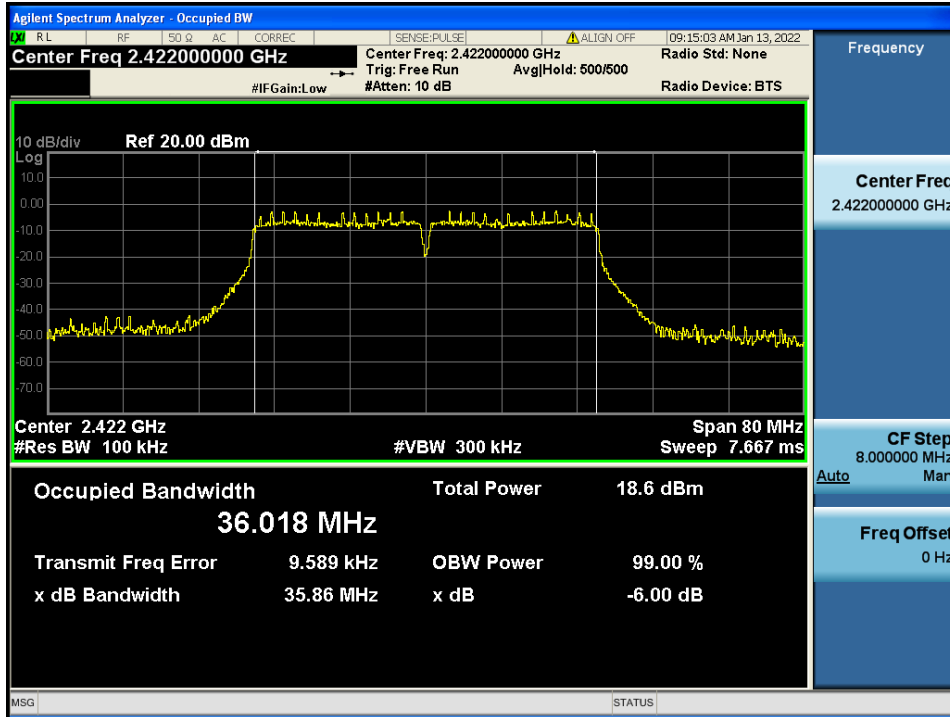 Agilent Spectrum Analyzer - Occupied BW
LXI RL RF 50 Ω AC CORREC SENSE:PULSE ALIGN OFF 09:15:03 AM Jan 13, 2022
Center Freq 2.422000000 GHz
Center Freq: 2.422000000 GHz Radio Std: None
Trig: Free Run Avg|Hold: 500/500
#IFGain:Low #Atten: 10 dB Radio Device: BTS
10 dB/div Ref 20.00 dBm
Log
10.0
0.00
-10.0
-20.0
-30.0
-40.0
-50.0
-60.0
-70.0
Center 2.422 GHz Span 80 MHz
#Res BW 100 kHz #VBW 300 kHz Sweep 7.667 ms
Occupied Bandwidth Total Power 18.6 dBm
36.018 MHz
Transmit Freq Error 9.589 kHz OBW Power 99.00 %
x dB Bandwidth 35.86 MHz x dB -6.00 dB
MSG STATUS
Frequency
Center Freq
2.422000000 GHz
CF Step
8.000000 MHz
Auto Man
Freq Offset
0 Hz